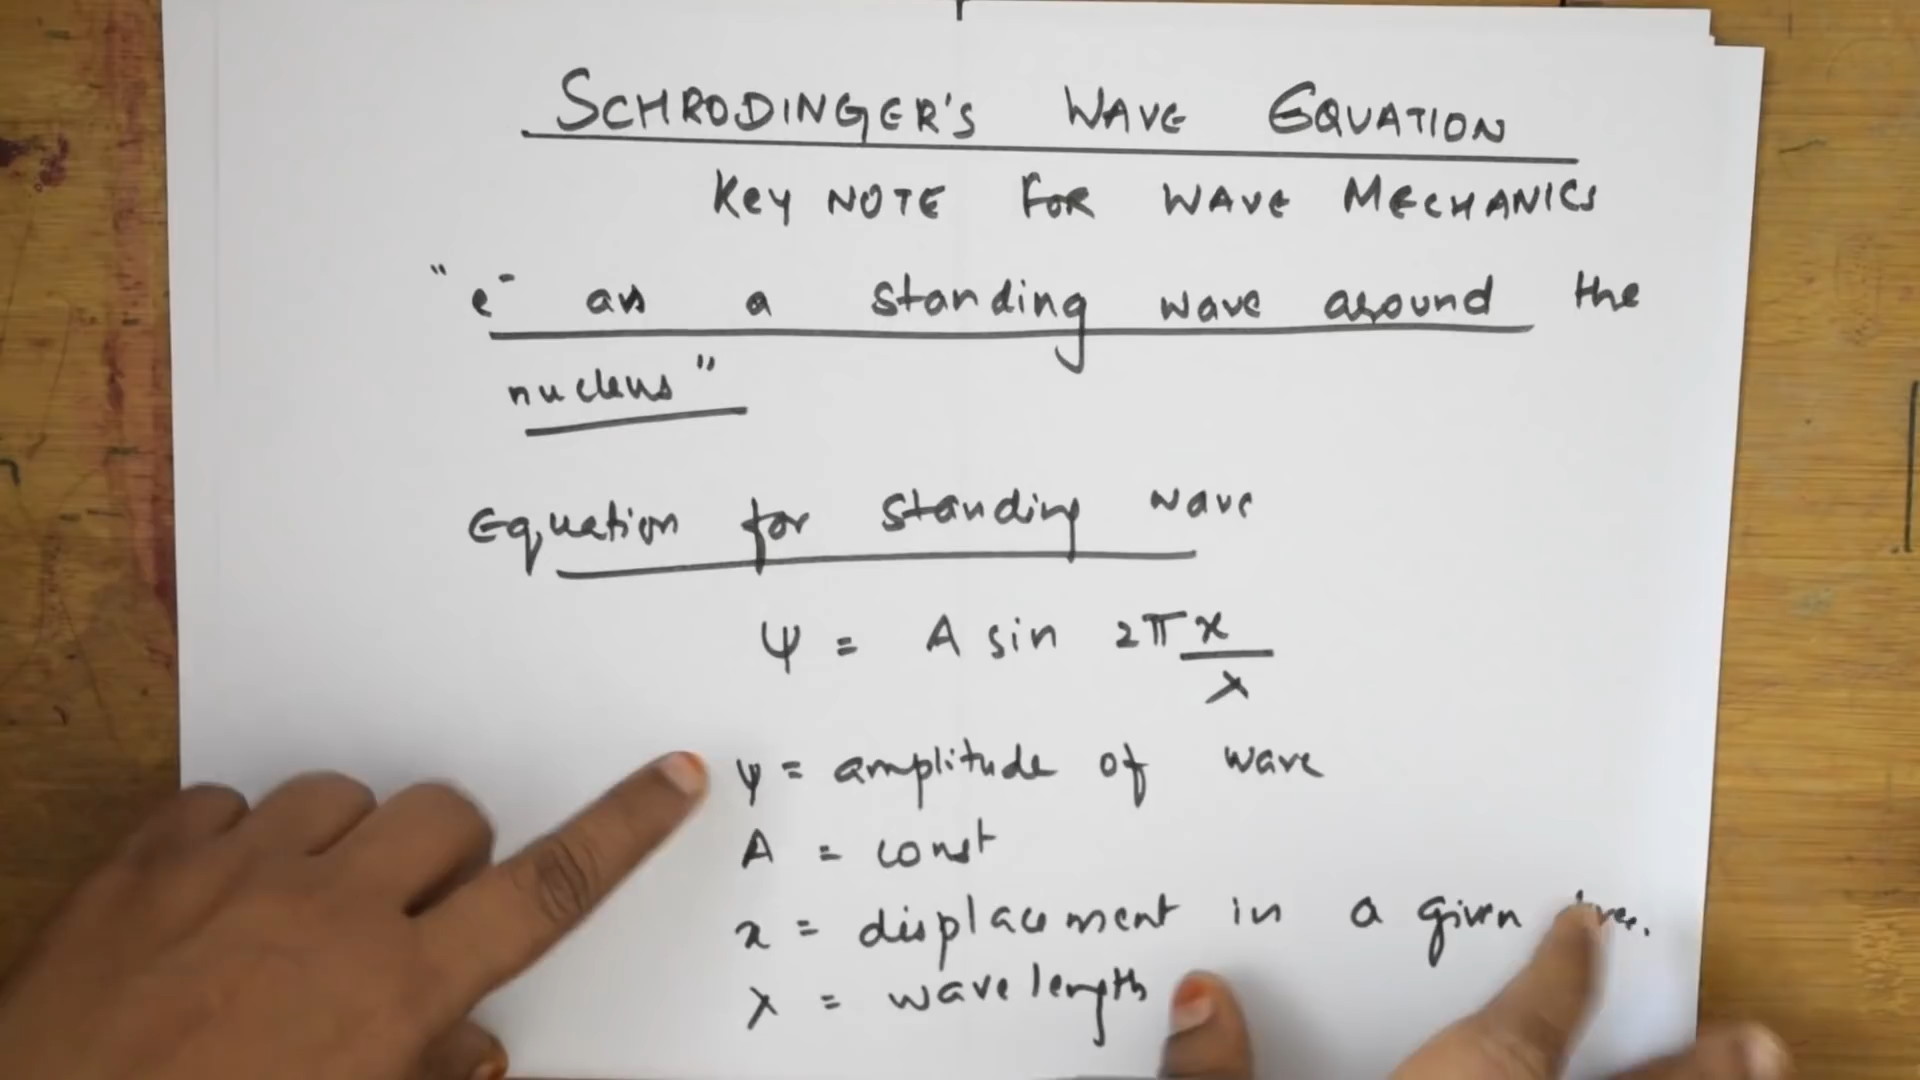 SCHRODINGER'S WAVE EQUATION
KEY NOTE FOR WAVE MECHANICS
"e⁻ as a standing wave around the
nucleus"
Equation for standing wave
ψ = A sin 2πx/λ
ψ = amplitude of wave
A = const
x = displacement in a given
λ = wavelength